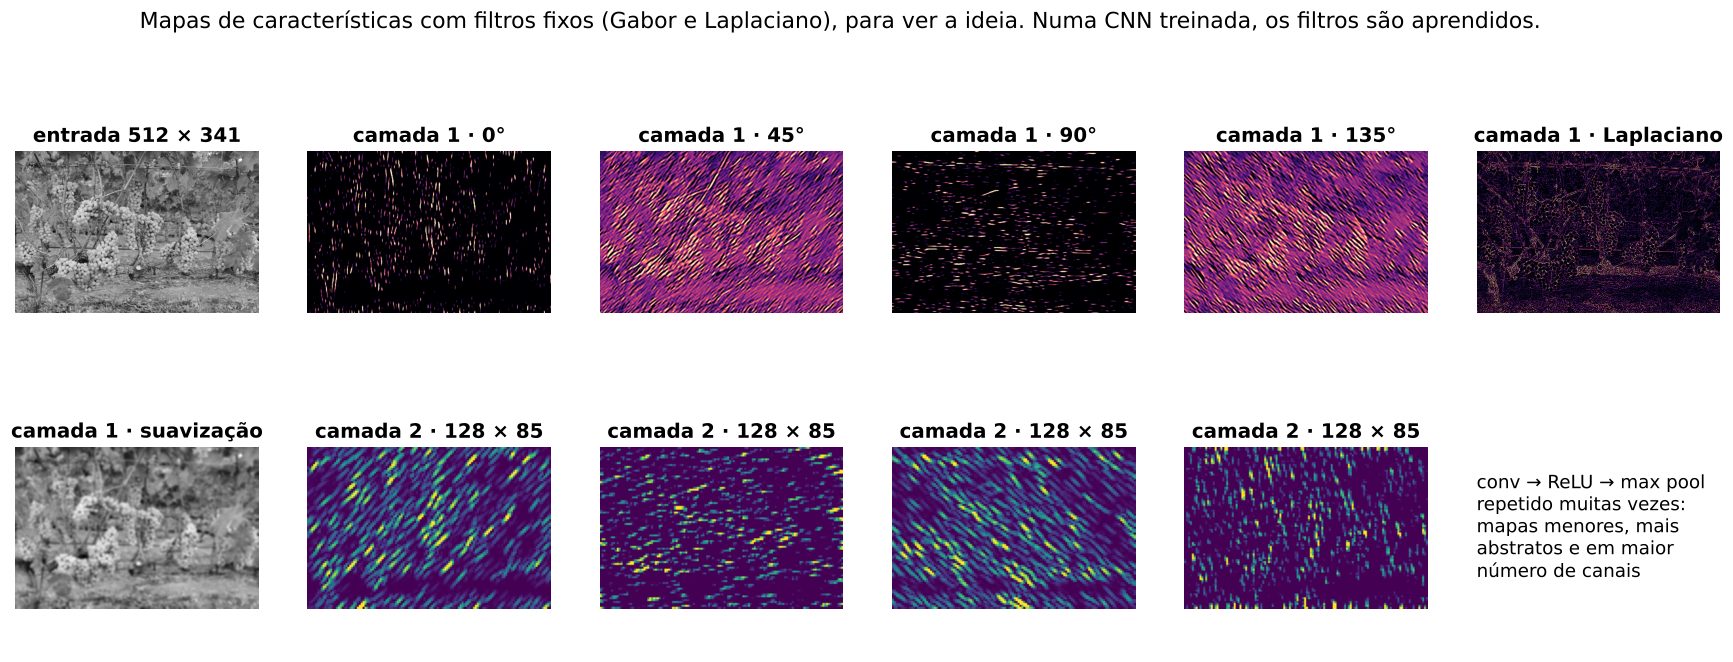 Mapas de características com filtros fixos (Gabor e Laplaciano), para ver a ideia. Numa CNN treinada, os filtros são aprendidos.
entrada 512 × 341
camada 1 · 0°
camada 1 · 45°
camada 1 · 90°
camada 1 · 135°
camada 1 · Laplaciano
camada 1 · suavização
camada 2 · 128 × 85
camada 2 · 128 × 85
camada 2 · 128 × 85
camada 2 · 128 × 85
conv → ReLU → max pool
repetido muitas vezes:
mapas menores, mais
abstratos e em maior
número de canais